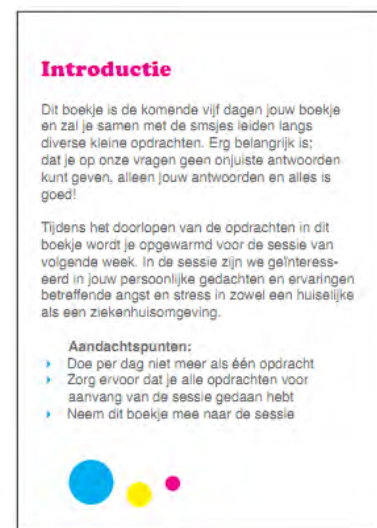 Introductie
Dit boekje is de komende vijf dagen jouw boekje
en zal je samen met de smsjes leiden langs
diverse kleine opdrachten. Erg belangrijk is;
dat je op onze vragen geen onjuiste antwoorden
kunt geven, alleen jouw antwoorden en alles is
goed!
Tijdens het doorlopen van de opdrachten in dit
boekje wordt je opgewarmd voor de sessie van
volgende week. In de sessie zijn we geïnteress-
eerd in jouw persoonlijke gedachten en ervaringen
betreffende angst en stress in zowel een huiselijke
als een ziekenhuisomgeving.
Aandachtspunten:
Doe per dag niet meer als één opdracht
Zorg ervoor dat je alle opdrachten voor
aanvang van de sessie gedaan hebt
Neem dit boekje mee naar de sessie